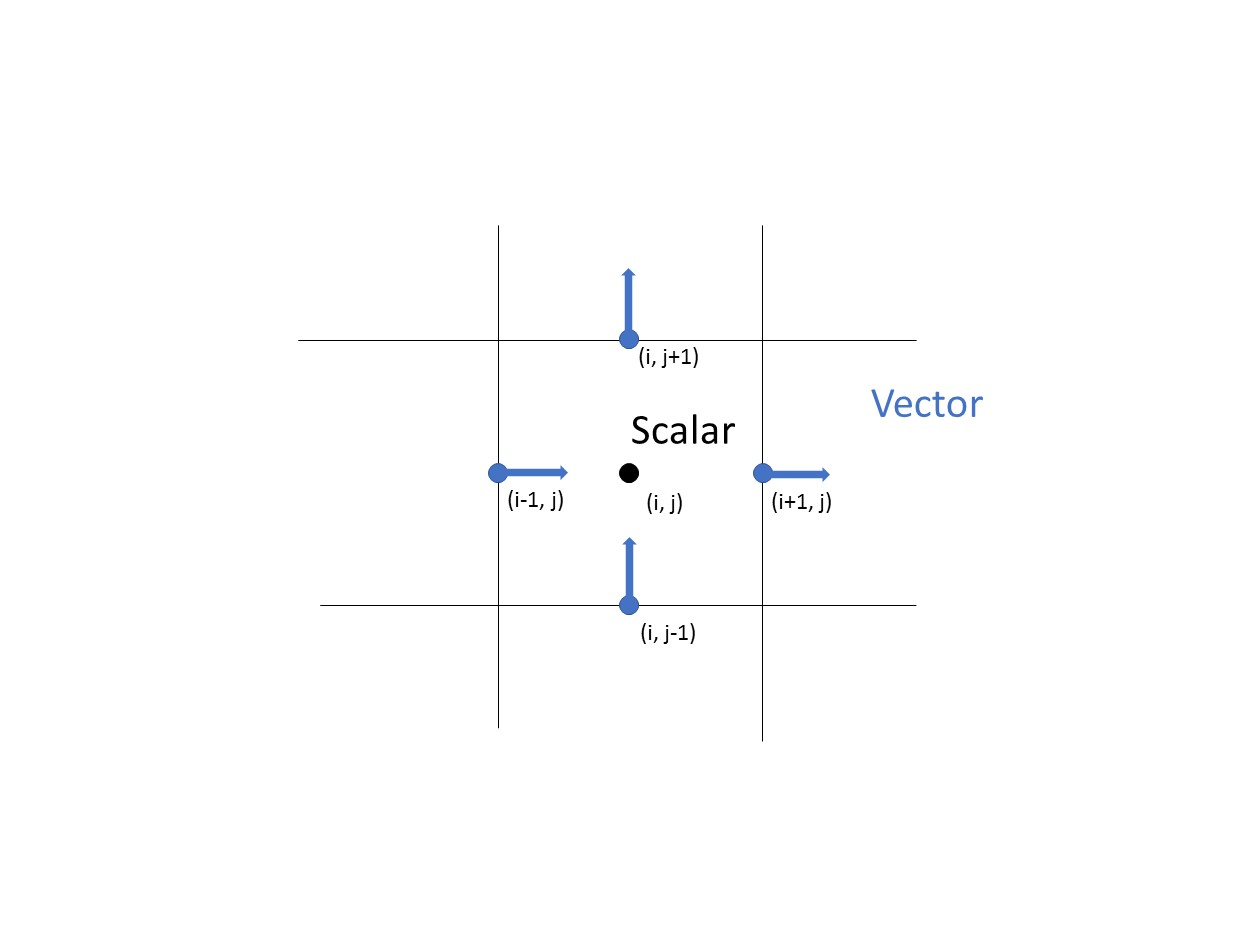 (i, j+1)
Vector
Scalar
(i-1, j)
(i, j)
(i+1, j)
(i, j-1)